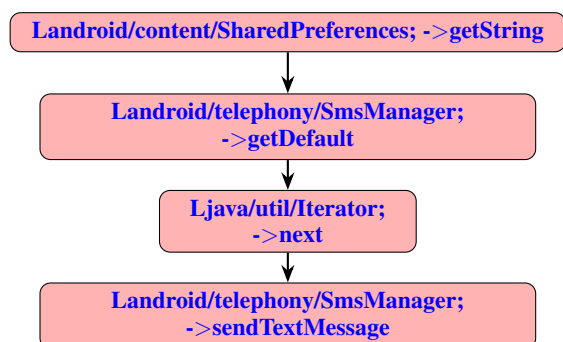 Landroid/content/SharedPreferences; ->getString
Landroid/telephony/SmsManager;
->getDefault
Ljava/util/Iterator;
->next
Landroid/telephony/SmsManager;
->sendTextMessage